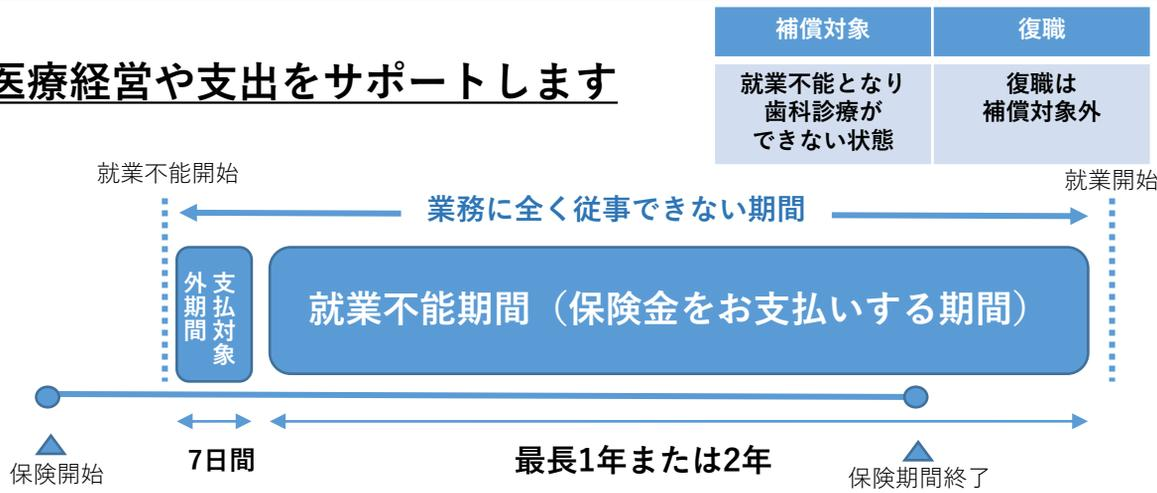 医療経営や支出をサポートします
補償対象
復職
就業不能となり
歯科診療が
できない状態
復職は
補償対象外
就業不能開始
就業開始
業務に全く従事できない期間
支払対象
外期間
就業不能期間（保険金をお支払いする期間）
7日間
最長1年または2年
保険開始
保険期間終了